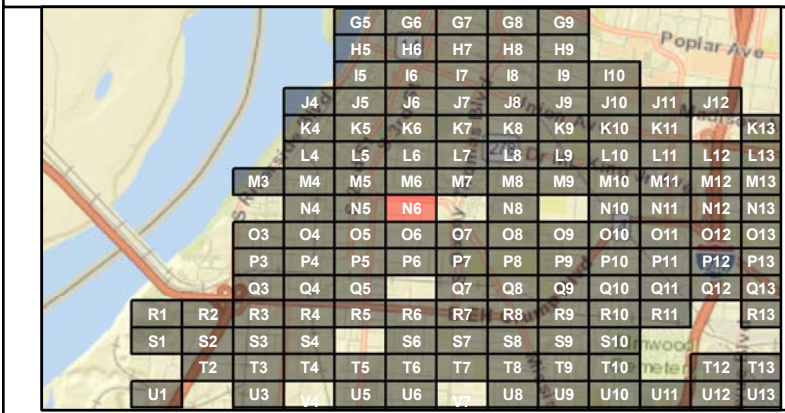 G5 G6 G7 G8 G9
H5 H6 H7 H8 H9
Poplar Ave
I5 I6 I7 I8 I9 I10
J4 J5 J6 J7 J8 J9 J10 J11 J12
K4 K5 K6 K7 K8 K9 K10 K11 K13
L4 L5 L6 L7 L8 L9 L10 L11 L12 L13
M3 M4 M5 M6 M7 M8 M9 M10 M11 M12 M13
N4 N5 N6 N8 N10 N11 N12 N13
O3 O4 O5 O6 O7 O8 O9 O10 O11 O12 O13
P3 P4 P5 P6 P7 P8 P9 P10 P11 P12 P13
Q3 Q4 Q5 Q7 Q8 Q9 Q10 Q11 Q12 Q13
R1 R2 R3 R4 R5 R6 R7 R8 R9 R10 R11 R13
S1 S2 S3 S4 S6 S7 S8 S9 S10
T2 T3 T4 T5 T6 T7 T8 T9 T10 T12 T13
U1 U3 V4 U5 U6 V7 U8 U9 U10 U11 U12 U13